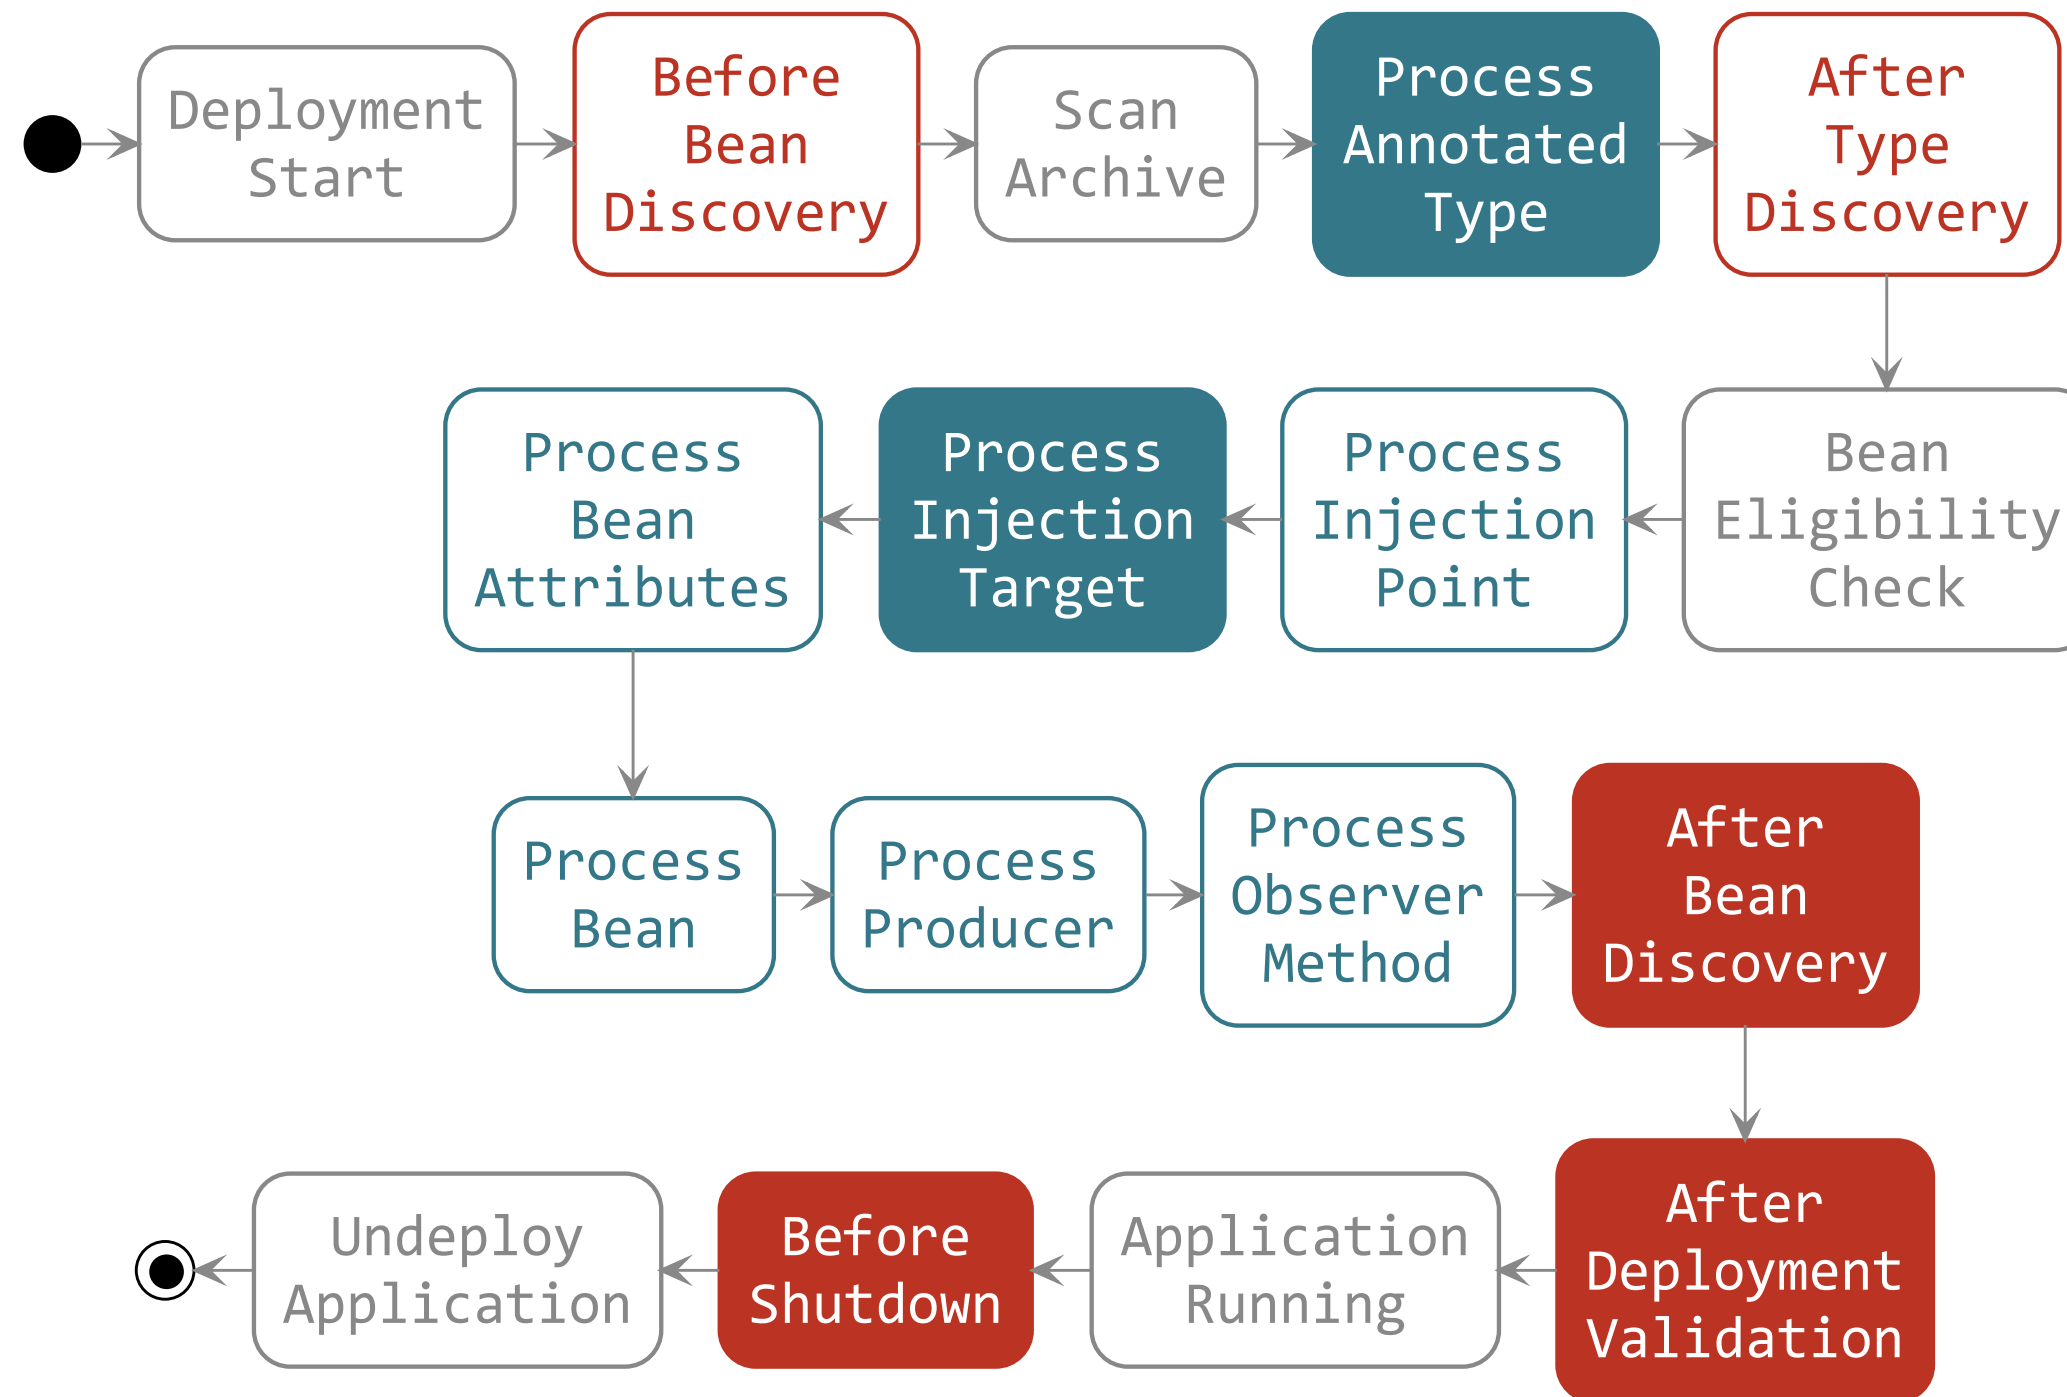 Deployment
Start
Before
Bean
Discovery
Scan
Archive
Process
Annotated
Type
After
Type
Discovery
Process
Bean
Attributes
Process
Injection
Target
Process
Injection
Point
Bean
Eligibility
Check
Process
Bean
Process
Producer
Process
Observer
Method
After
Bean
Discovery
Undeploy
Application
Before
Shutdown
Application
Running
After
Deployment
Validation